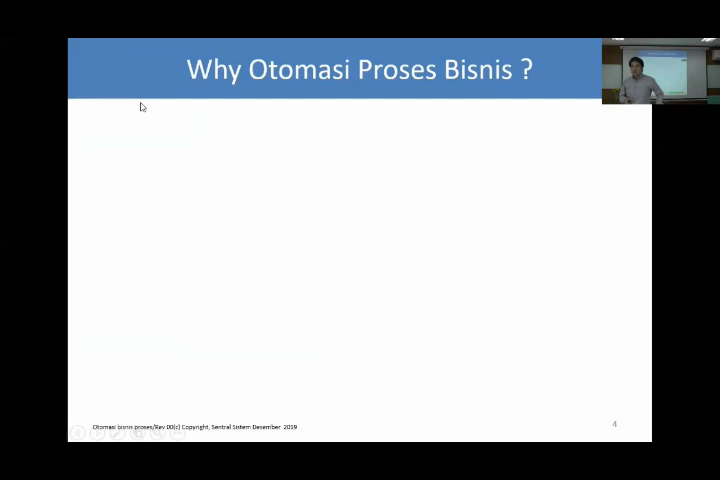 Why Otomasi Proses Bisnis ?
Otomasi bisnis proses/Rev 00(c) Copyright, Sentral Sistem Desember 2019
4